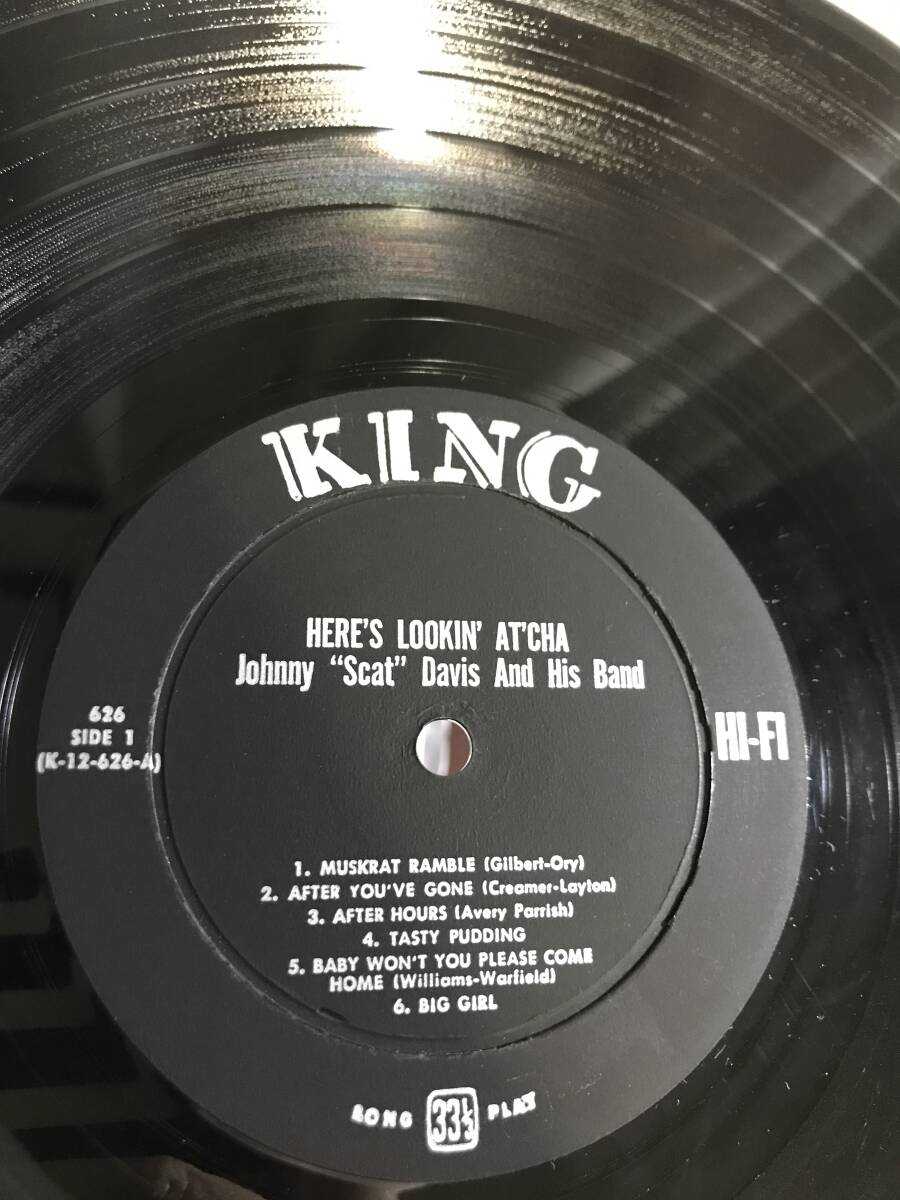 KING
HERE'S LOOKIN' AT'CHA
Johnny "Scat" Davis And His Band
626
SIDE 1
(K-12-626-A)
HI-FI
1. MUSKRAT RAMBLE (Gilbert-Ory)
2. AFTER YOU'VE GONE (Creamer-Layton)
3. AFTER HOURS (Avery Parrish)
4. TASTY PUDDING
5. BABY WON'T YOU PLEASE COME
HOME (Williams-Warfield)
6. BIG GIRL
LONG 33 1/3 PLAY